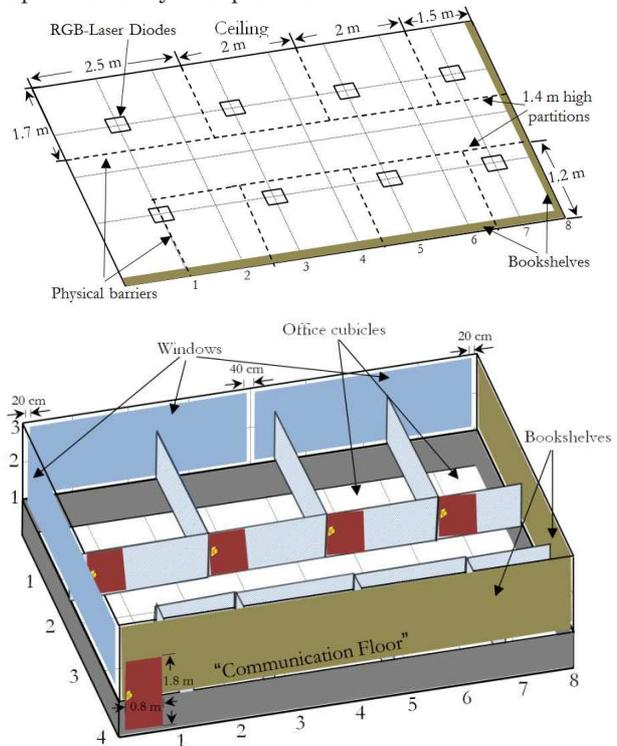 RGB-Laser Diodes
Ceiling
2.5 m
2 m
2 m
1.5 m
1.7 m
1.4 m high
partitions
1.2 m
Physical barriers
1
2
3
4
5
6
7
8
Bookshelves
Windows
Office cubicles
20 cm
40 cm
20 cm
3
2
1
Bookshelves
1
2
3
4
"Communication Floor"
1.8 m
0.8 m
1
2
3
4
5
6
7
8